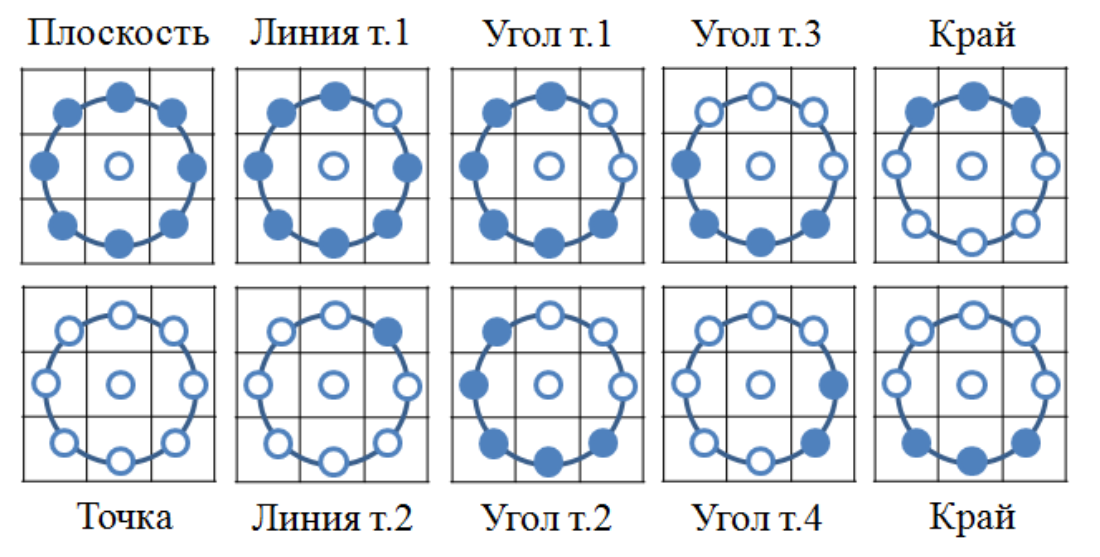 Плоскость Линия т.1 Угол т.1 Угол т.3 Край
Точка Линия т.2 Угол т.2 Угол т.4 Край